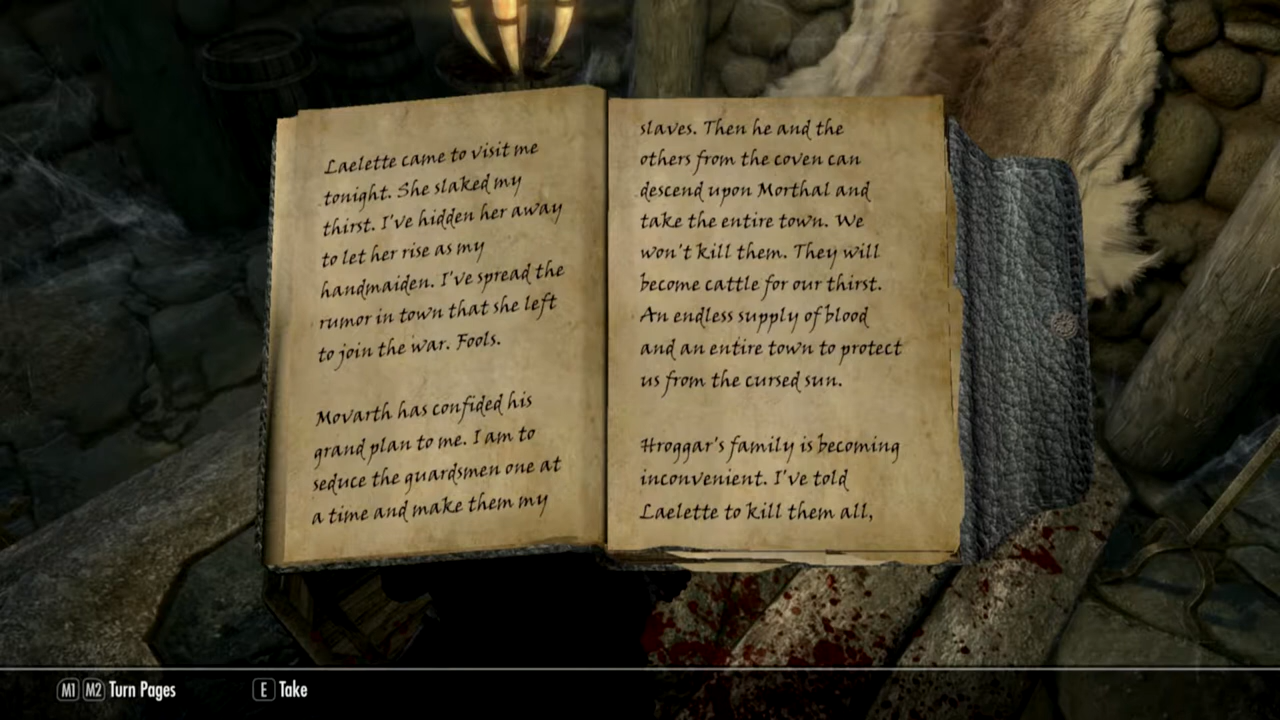 Laelette came to visit me
tonight. She slaked my
thirst. I've hidden her away
to let her rise as my
handmaiden. I've spread the
rumor in town that she left
to join the war. Fools.
Movarth has confided his
grand plan to me. I am to
seduce the guardsmen one at
a time and make them my
slaves. Then he and the
others from the coven can
descend upon Morthal and
take the entire town. We
won't kill them. They will
become cattle for our thirst.
An endless supply of blood
and an entire town to protect
us from the cursed sun.
Hroggar's family is becoming
inconvenient. I've told
Laelette to kill them all,
M1 M2 Turn Pages
E Take